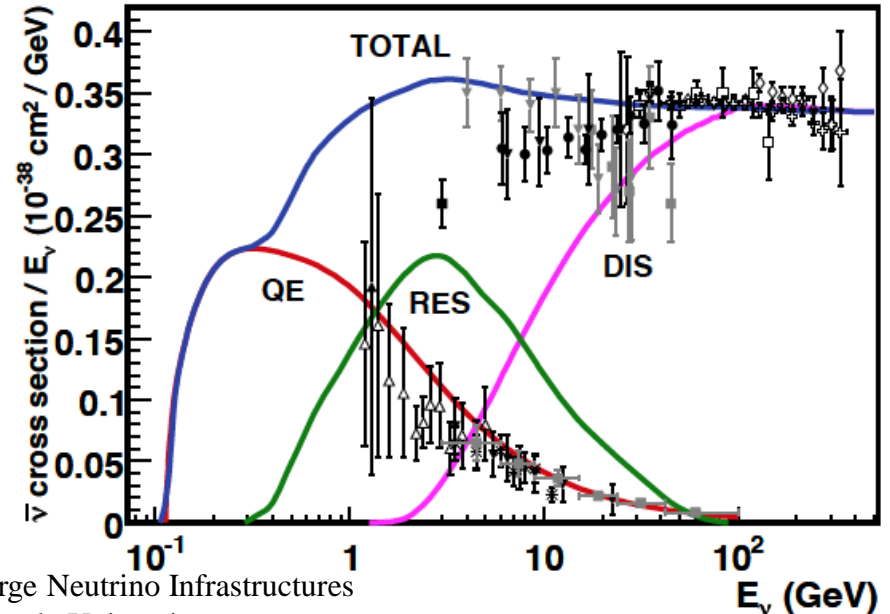 ν̄ cross section / Eν (10⁻³⁸ cm² / GeV)
0.4
0.35
0.3
0.25
0.2
0.15
0.1
0.05
0
TOTAL
QE
RES
DIS
10⁻¹
1
10
10²
Eν (GeV)
rge Neutrino Infrastructures